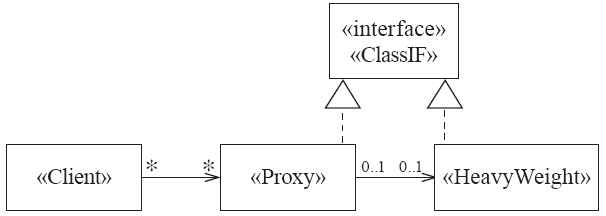 «interface»
«ClassIF»
«Client»
*
*
«Proxy»
0..1
0..1
«HeavyWeight»